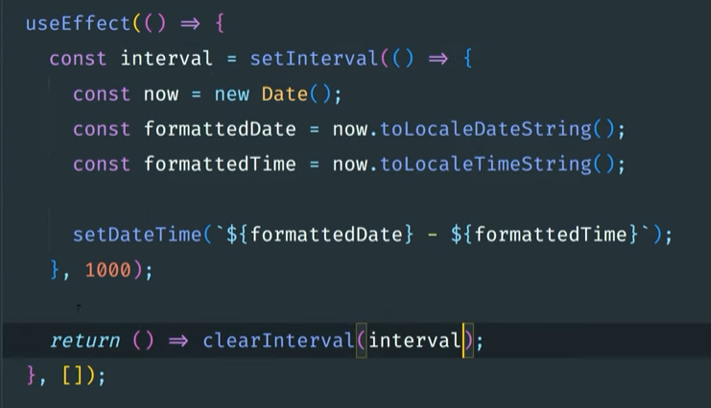 useEffect(() => {
const interval = setInterval(() => {
const now = new Date();
const formattedDate = now.toLocaleDateString();
const formattedTime = now.toLocaleTimeString();
setDateTime(`${formattedDate} - ${formattedTime}`);
}, 1000);
return () => clearInterval(interval);
}, []);